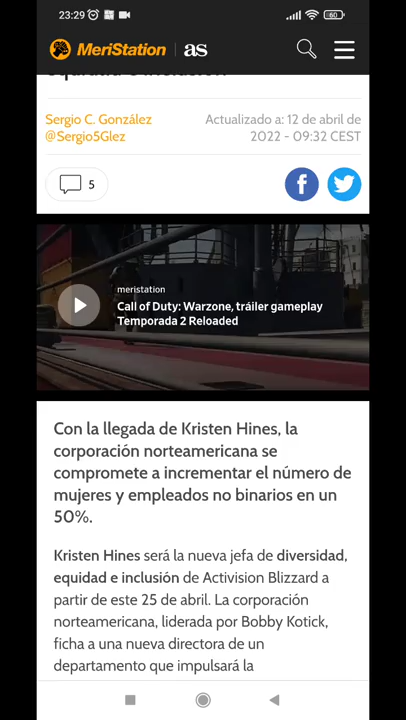 23:29
60
MeriStation as
equidad e inclusión
Sergio C. González
@Sergio5Glez
Actualizado a: 12 de abril de
2022 - 09:32 CEST
5
meristation
Call of Duty: Warzone, tráiler gameplay
Temporada 2 Reloaded
Con la llegada de Kristen Hines, la
corporación norteamericana se
compromete a incrementar el número de
mujeres y empleados no binarios en un
50%.
Kristen Hines será la nueva jefa de diversidad,
equidad e inclusión de Activision Blizzard a
partir de este 25 de abril. La corporación
norteamericana, liderada por Bobby Kotick,
ficha a una nueva directora de un
departamento que impulsará la